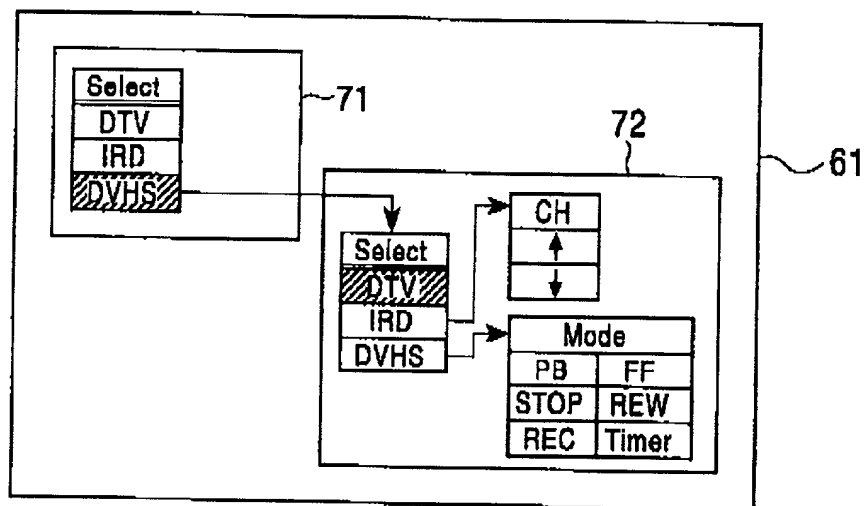 Select
DTV
IRD
DVHS
71
72
61
Select
DTV
IRD
DVHS
CH
Mode
PB FF
STOP REW
REC Timer